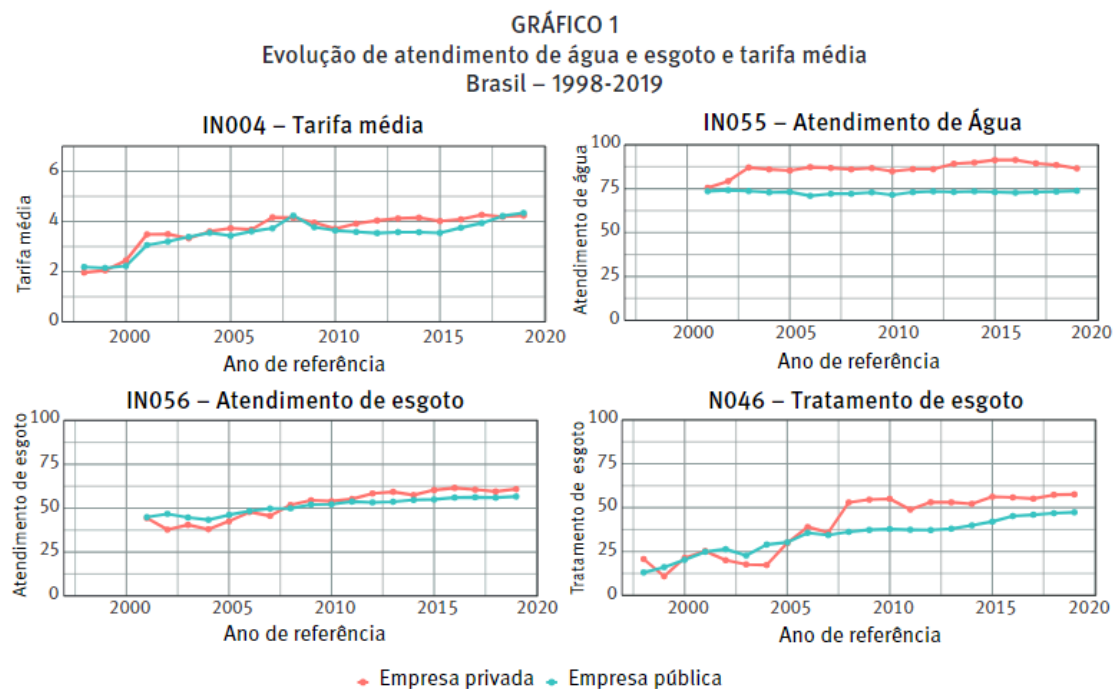 GRÁFICO 1
Evolução de atendimento de água e esgoto e tarifa média
Brasil – 1998-2019
IN004 – Tarifa média
Tarifa média
6
4
2
0
2000 2005 2010 2015 2020
Ano de referência
IN055 – Atendimento de Água
Atendimento de água
100
75
50
25
0
2000 2005 2010 2015 2020
Ano de referência
IN056 – Atendimento de esgoto
Atendimento de esgoto
100
75
50
25
0
2000 2005 2010 2015 2020
Ano de referência
N046 – Tratamento de esgoto
Tratamento de esgoto
100
75
50
25
0
2000 2005 2010 2015 2020
Ano de referência
Empresa privada Empresa pública